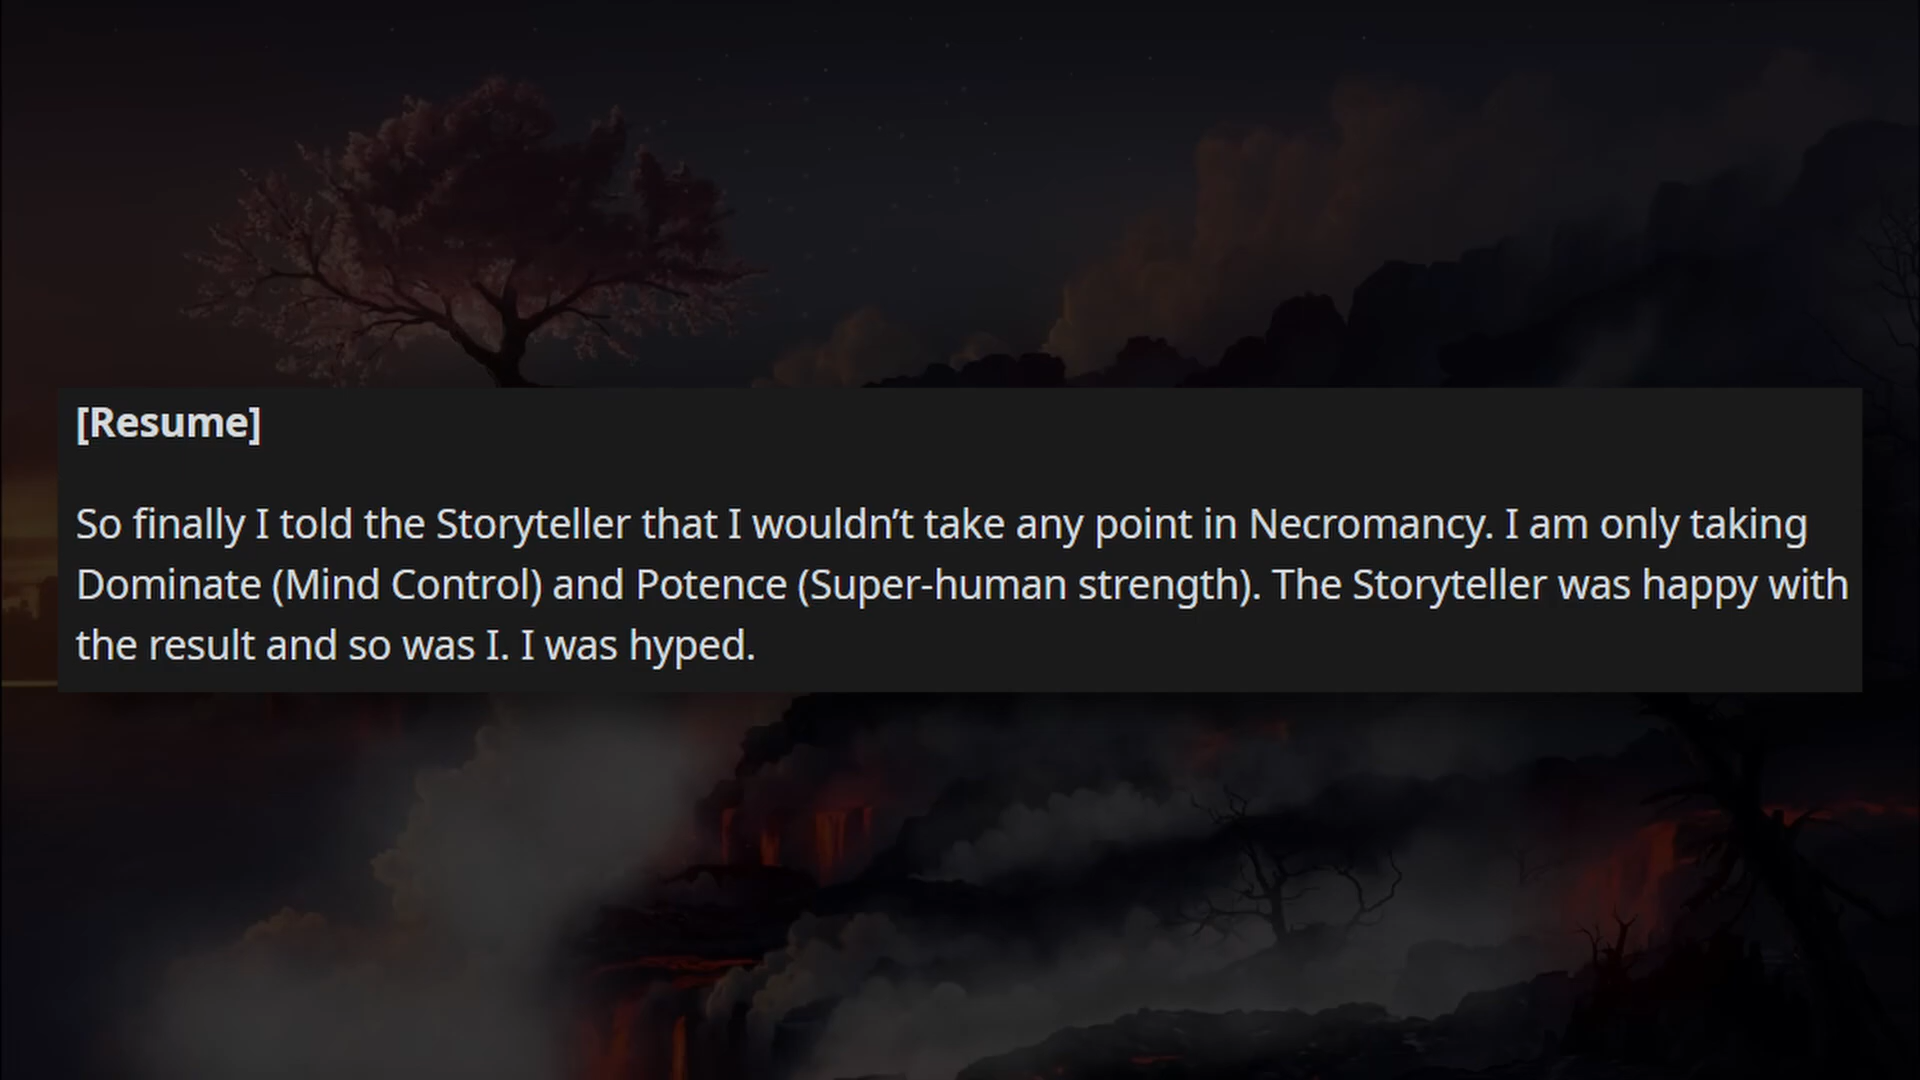 [Resume]
So finally I told the Storyteller that I wouldn’t take any point in Necromancy. I am only taking
Dominate (Mind Control) and Potence (Super-human strength). The Storyteller was happy with
the result and so was I. I was hyped.